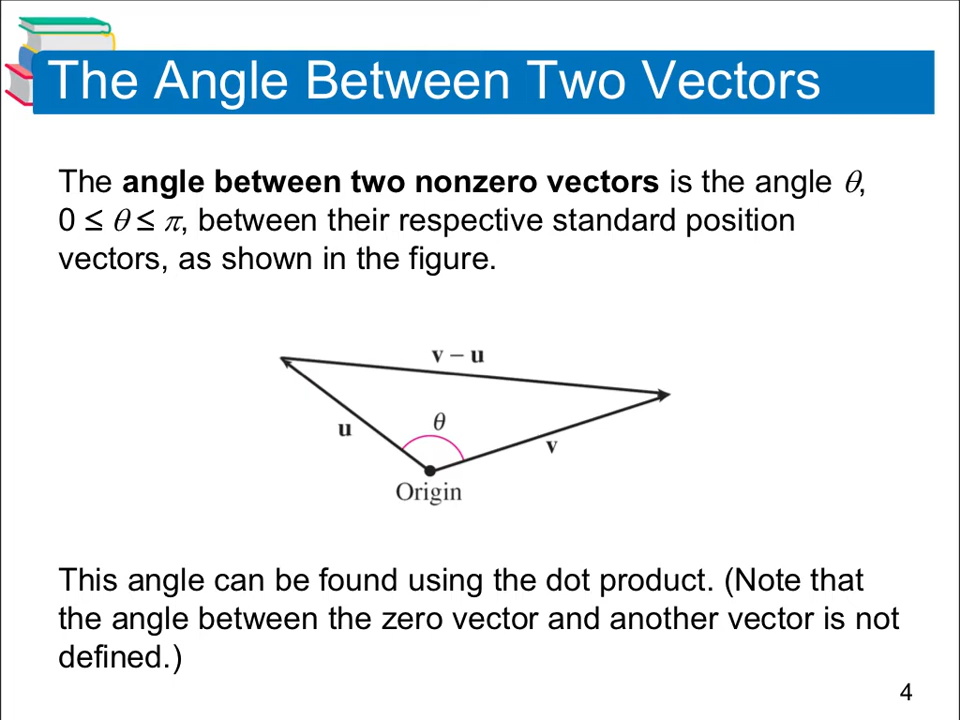 The Angle Between Two Vectors
The angle between two nonzero vectors is the angle θ,
0 ≤ θ ≤ π, between their respective standard position
vectors, as shown in the figure.
v – u
θ
u
v
Origin
This angle can be found using the dot product. (Note that
the angle between the zero vector and another vector is not
defined.)
4